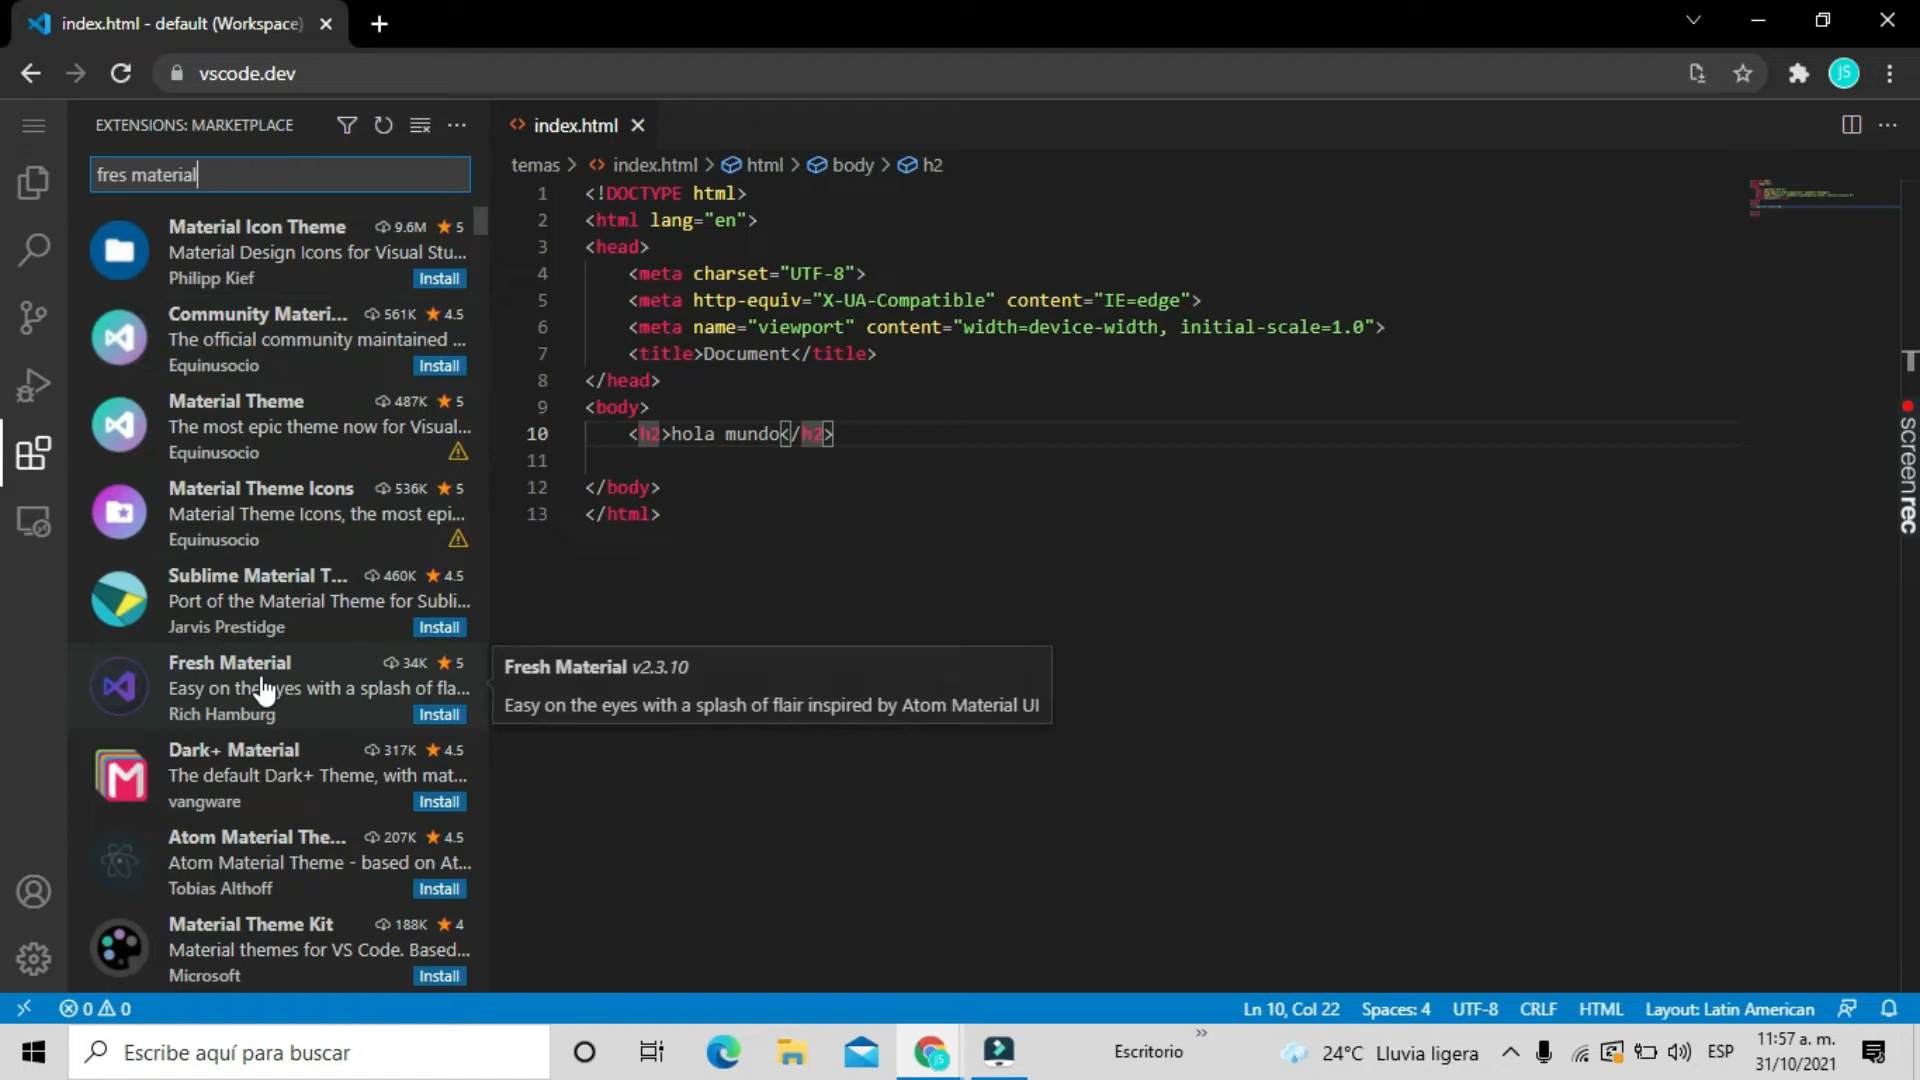 index.html - default (Workspace)
vscode.dev
JS
EXTENSIONS: MARKETPLACE
fres material
Material Icon Theme 9.6M 5
Material Design Icons for Visual Stu...
Philipp Kief Install
Community Materi... 561K 4.5
The official community maintained ...
Equinusocio Install
Material Theme 487K 5
The most epic theme now for Visual...
Equinusocio
Material Theme Icons 536K 5
Material Theme Icons, the most epi...
Equinusocio
Sublime Material T... 460K 4.5
Port of the Material Theme for Subli...
Jarvis Prestidge Install
Fresh Material 34K 5
Easy on the eyes with a splash of fla...
Rich Hamburg Install
Dark+ Material 317K 4.5
The default Dark+ Theme, with mat...
vangware Install
Atom Material The... 207K 4.5
Atom Material Theme - based on At...
Tobias Althoff Install
Material Theme Kit 188K 4
Material themes for VS Code. Based...
Microsoft Install
index.html
temas > index.html > html > body > h2
1 <!DOCTYPE html>
2 <html lang="en">
3 <head>
4 <meta charset="UTF-8">
5 <meta http-equiv="X-UA-Compatible" content="IE=edge">
6 <meta name="viewport" content="width=device-width, initial-scale=1.0">
7 <title>Document</title>
8 </head>
9 <body>
10 <h2>hola mundo</h2>
11
12 </body>
13 </html>
Fresh Material v2.3.10
Easy on the eyes with a splash of flair inspired by Atom Material UI
screenrec
0 0
Ln 10, Col 22 Spaces: 4 UTF-8 CRLF HTML Layout: Latin American
Escribe aquí para buscar
Escritorio
24°C Lluvia ligera
ESP
11:57 a. m.
31/10/2021